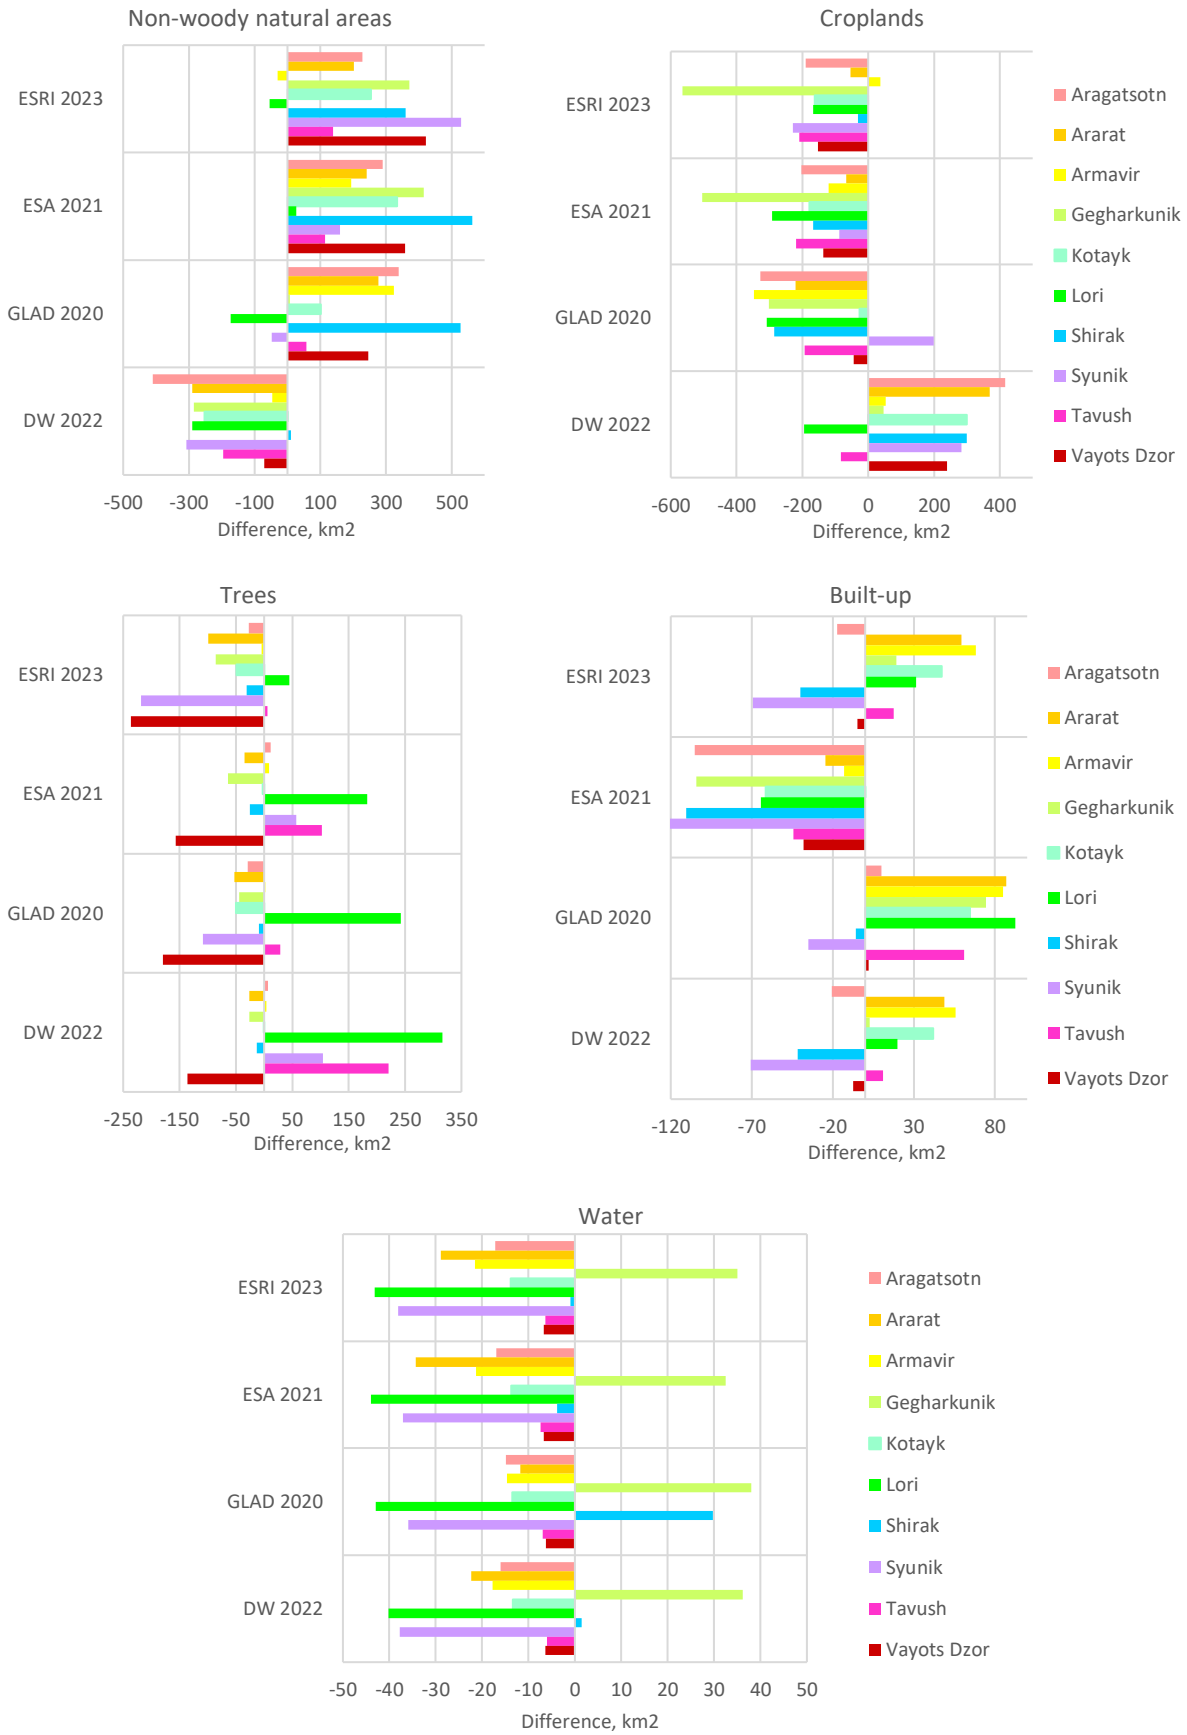 Non-woody natural areas
ESRI 2023
ESA 2021
GLAD 2020
DW 2022
-500 -300 -100 100 300 500
Difference, km2
Croplands
ESRI 2023
ESA 2021
GLAD 2020
DW 2022
-600 -400 -200 0 200 400
Difference, km2
Aragatsotn
Ararat
Armavir
Gegharkunik
Kotayk
Lori
Shirak
Syunik
Tavush
Vayots Dzor
Trees
ESRI 2023
ESA 2021
GLAD 2020
DW 2022
-250 -150 -50 50 150 250 350
Difference, km2
Built-up
ESRI 2023
ESA 2021
GLAD 2020
DW 2022
-120 -70 -20 30 80
Difference, km2
Aragatsotn
Ararat
Armavir
Gegharkunik
Kotayk
Lori
Shirak
Syunik
Tavush
Vayots Dzor
Water
ESRI 2023
ESA 2021
GLAD 2020
DW 2022
-50 -40 -30 -20 -10 0 10 20 30 40 50
Difference, km2
Aragatsotn
Ararat
Armavir
Gegharkunik
Kotayk
Lori
Shirak
Syunik
Tavush
Vayots Dzor